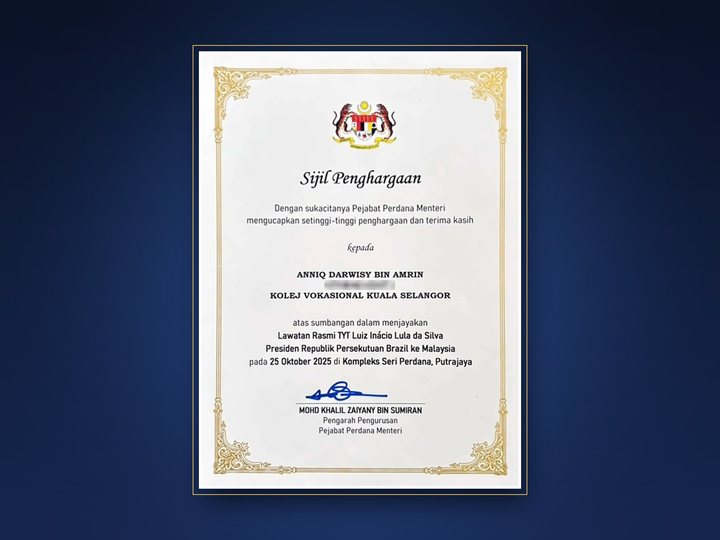 Sijil Penghargaan
Dengan sukacitanya Pejabat Perdana Menteri
mengucapkan setinggi-tinggi penghargaan dan terima kasih
kepada
ANNIQ DARWISY BIN AMRIN
KOLEJ VOKASIONAL KUALA SELANGOR
atas sumbangan dalam menjayakan
Lawatan Rasmi TYT Luiz Inácio Lula da Silva
Presiden Republik Persekutuan Brazil ke Malaysia
pada 25 Oktober 2025 di Kompleks Seri Perdana, Putrajaya
MOHD KHALIL ZAIYANY BIN SUMIRAN
Pengarah Pengurusan
Pejabat Perdana Menteri